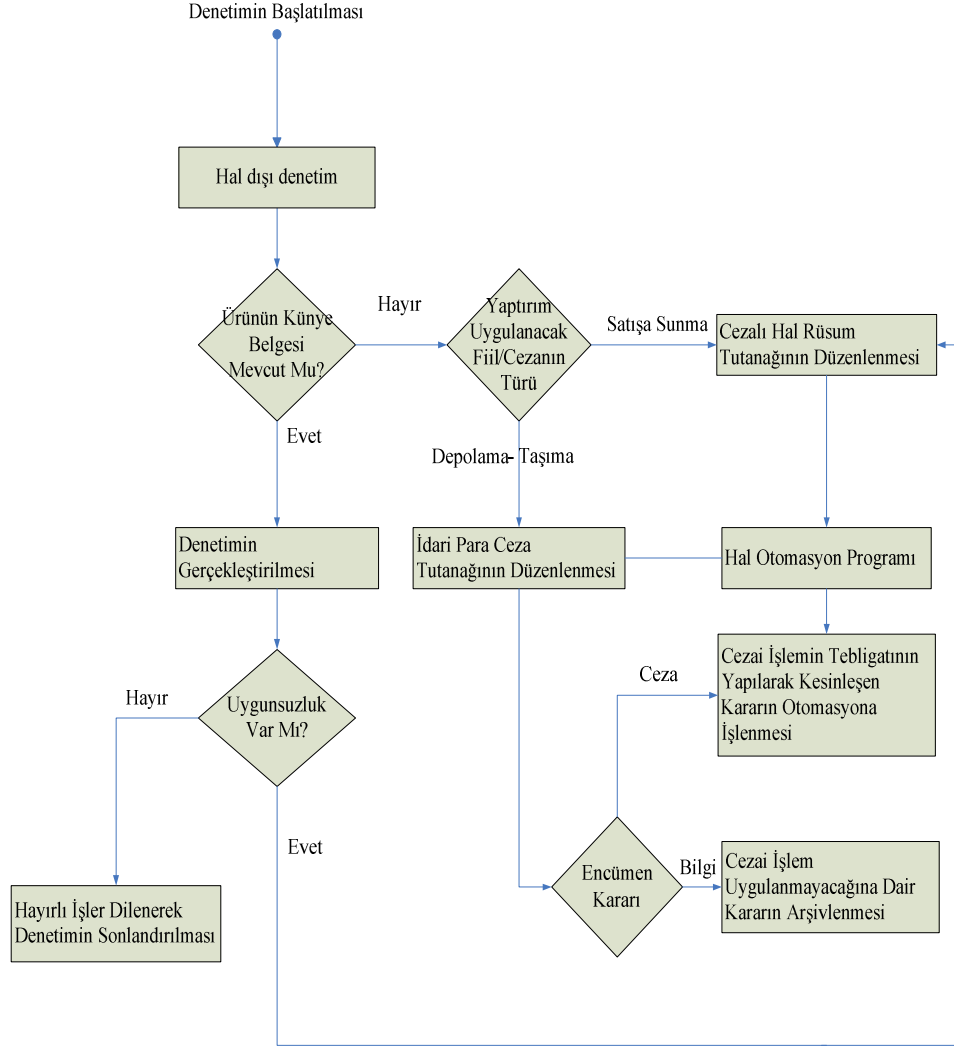 Denetimin Başlatılması
Hal dışı denetim
Ürünün Künye
Belgesi
Mevcut Mu?
Hayır
Yaptırım
Uygulanacak
Fiil/Cezanın
Türü
Satışa Sunma
Cezalı Hal Rüsum
Tutanağının Düzenlenmesi
Evet
Depolama- Taşıma
Denetimin
Gerçekleştirilmesi
İdari Para Ceza
Tutanağının Düzenlenmesi
Hal Otomasyon Programı
Uygunsuzluk
Var Mı?
Hayır
Ceza
Cezai İşlemin Tebligatının
Yapılarak Kesinleşen
Kararın Otomasyona
İşlenmesi
Evet
Hayırlı İşler Dilenerek
Denetimin Sonlandırılması
Encümen
Kararı
Bilgi
Cezai İşlem
Uygulanmayacağına Dair
Kararın Arşivlenmesi